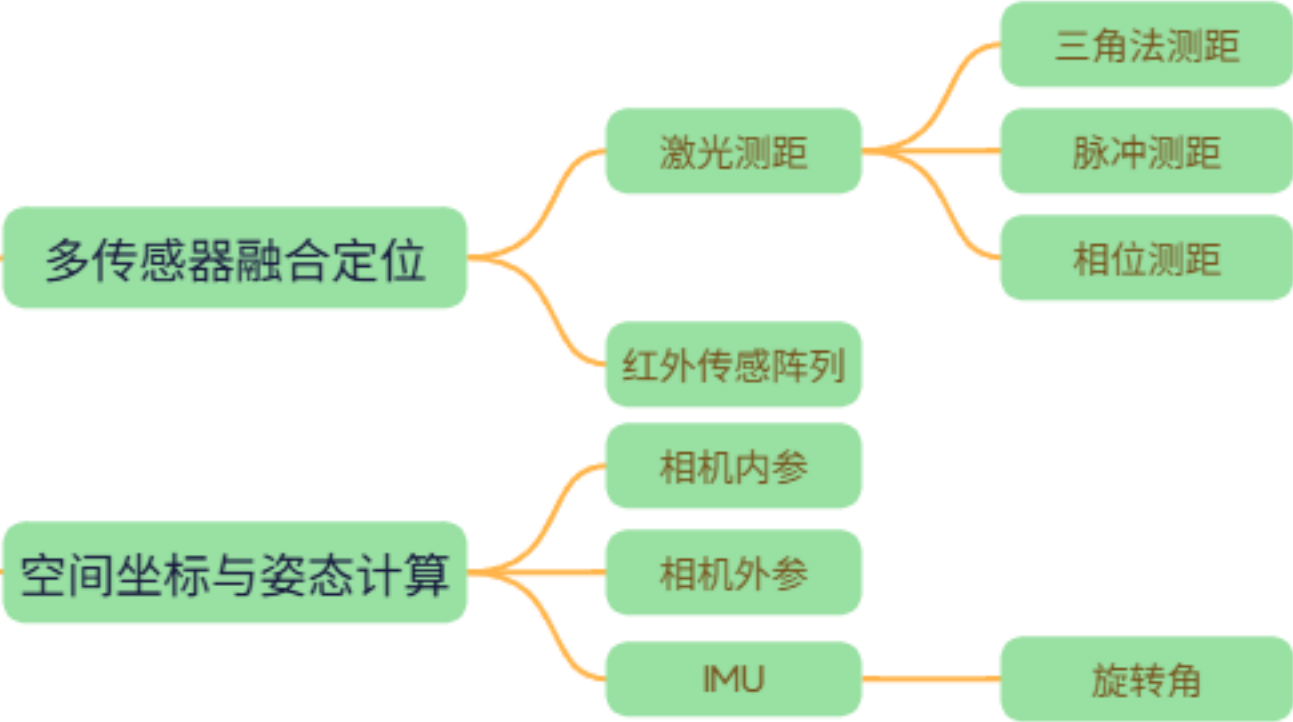 多传感器融合定位
激光测距
三角法测距
脉冲测距
相位测距
红外传感阵列
空间坐标与姿态计算
相机内参
相机外参
IMU
旋转角